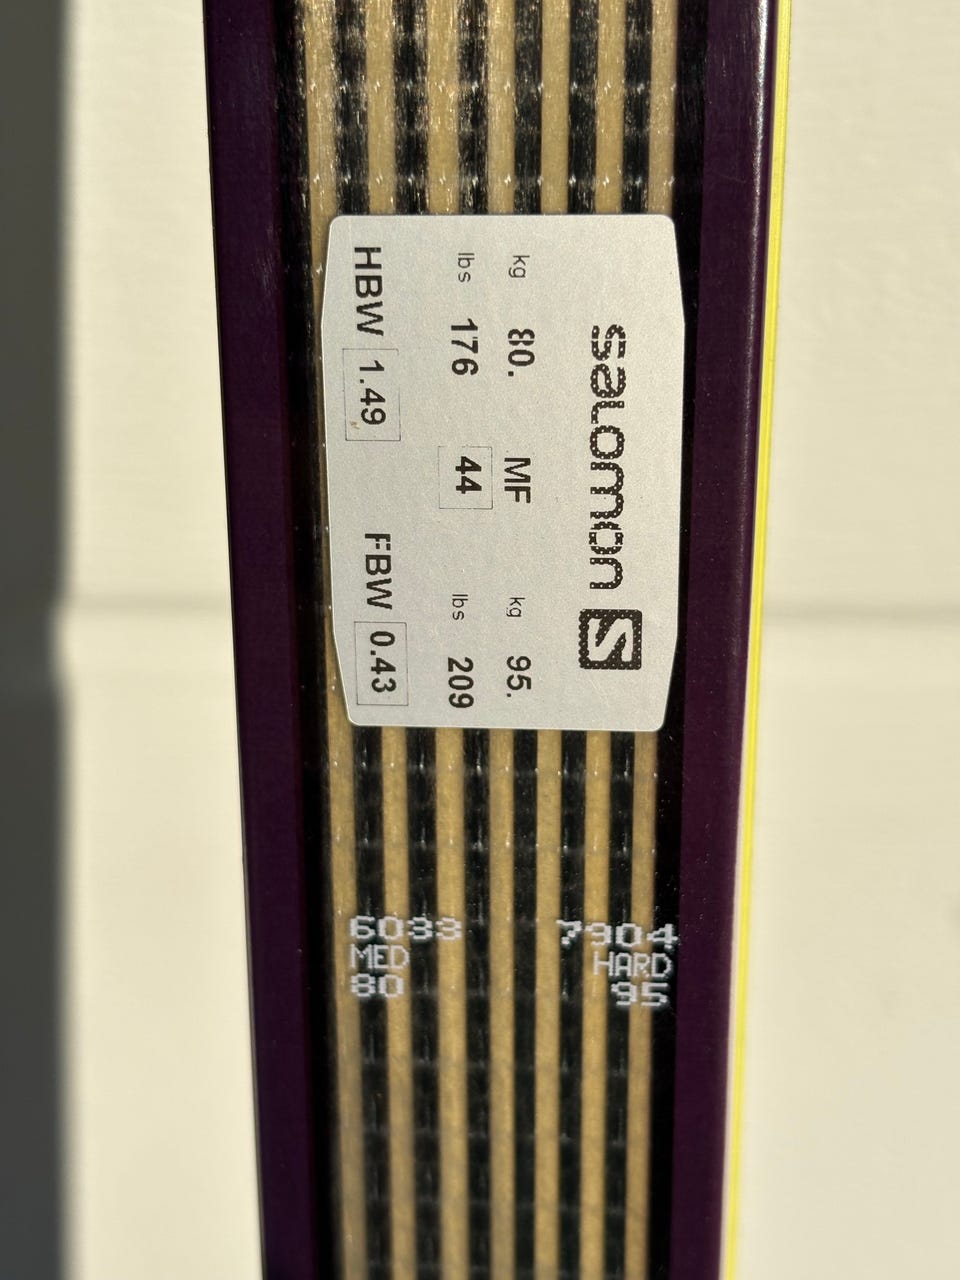 salomon S
kg 80. MF kg 95.
lbs 176 44 lbs 209
HBW 1.49 FBW 0.43
6033 7904
MED HARD
80 95